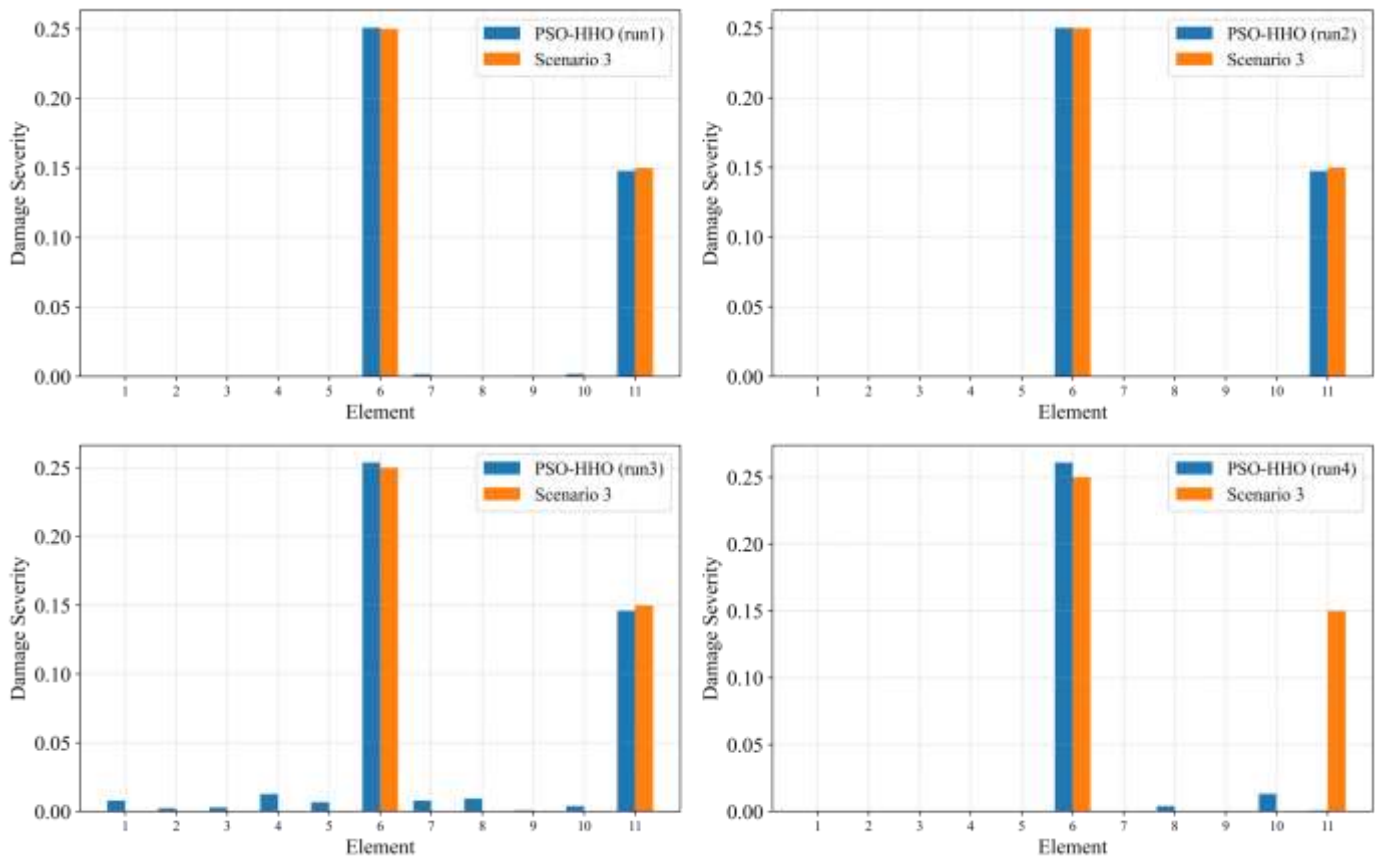 PSO-HHO (run1)
Scenario 3
0.25
0.20
0.15
0.10
0.05
0.00
Damage Severity
1 2 3 4 5 6 7 8 9 10 11
Element
PSO-HHO (run2)
Scenario 3
0.25
0.20
0.15
0.10
0.05
0.00
Damage Severity
1 2 3 4 5 6 7 8 9 10 11
Element
PSO-HHO (run3)
Scenario 3
0.25
0.20
0.15
0.10
0.05
0.00
Damage Severity
1 2 3 4 5 6 7 8 9 10 11
Element
PSO-HHO (run4)
Scenario 3
0.25
0.20
0.15
0.10
0.05
0.00
Damage Severity
1 2 3 4 5 6 7 8 9 10 11
Element